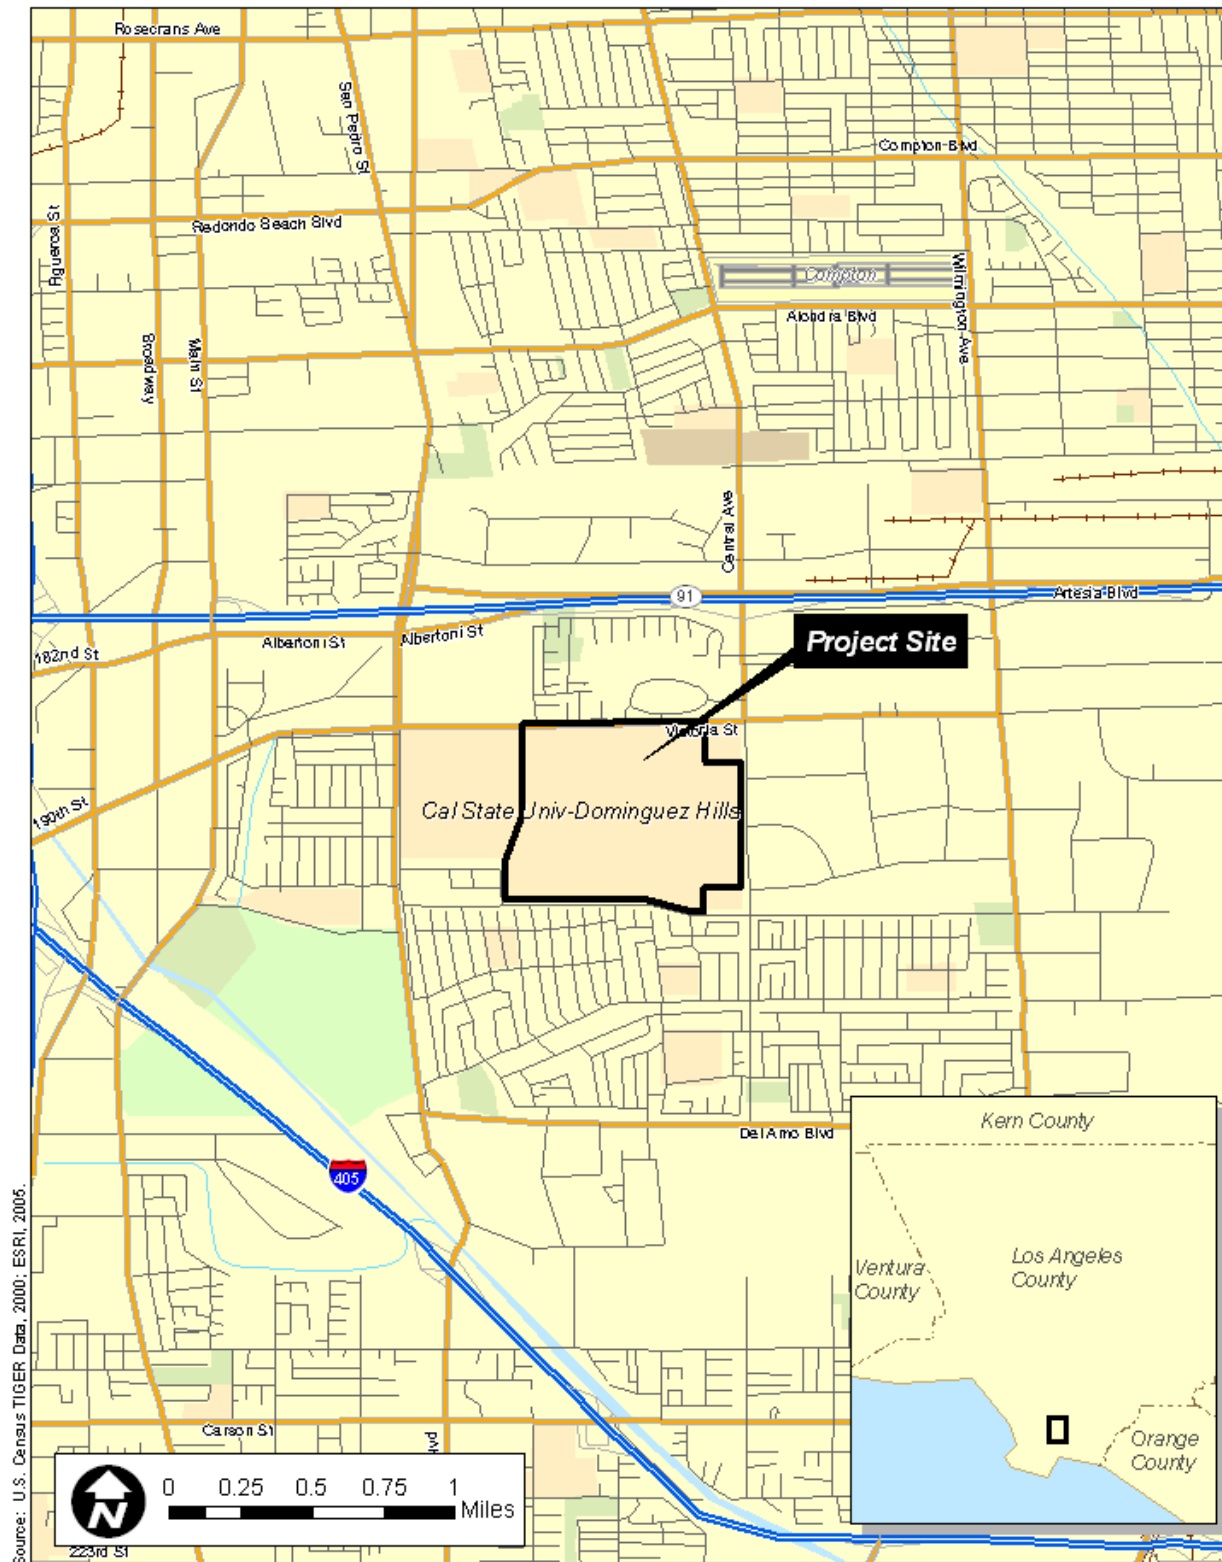 Rosecrans Ave
San Pedro St
Compton Blvd
Figueroa St
Redondo Beach Blvd
Compton
Wilmington Ave
Alondra Blvd
Broadway
Main St
Central Ave
91
Artesia Blvd
Albertoni St
Albertoni St
182nd St
Project Site
Victoria St
190th St
Cal State Univ-Dominguez Hills
Del Amo Blvd
405
Kern County
Ventura
County
Los Angeles
County
Orange
County
Carson St
N
0 0.25 0.5 0.75 1
Miles
223rd St
Source: U.S. Census TIGER Data, 2000; ESRI, 2005.